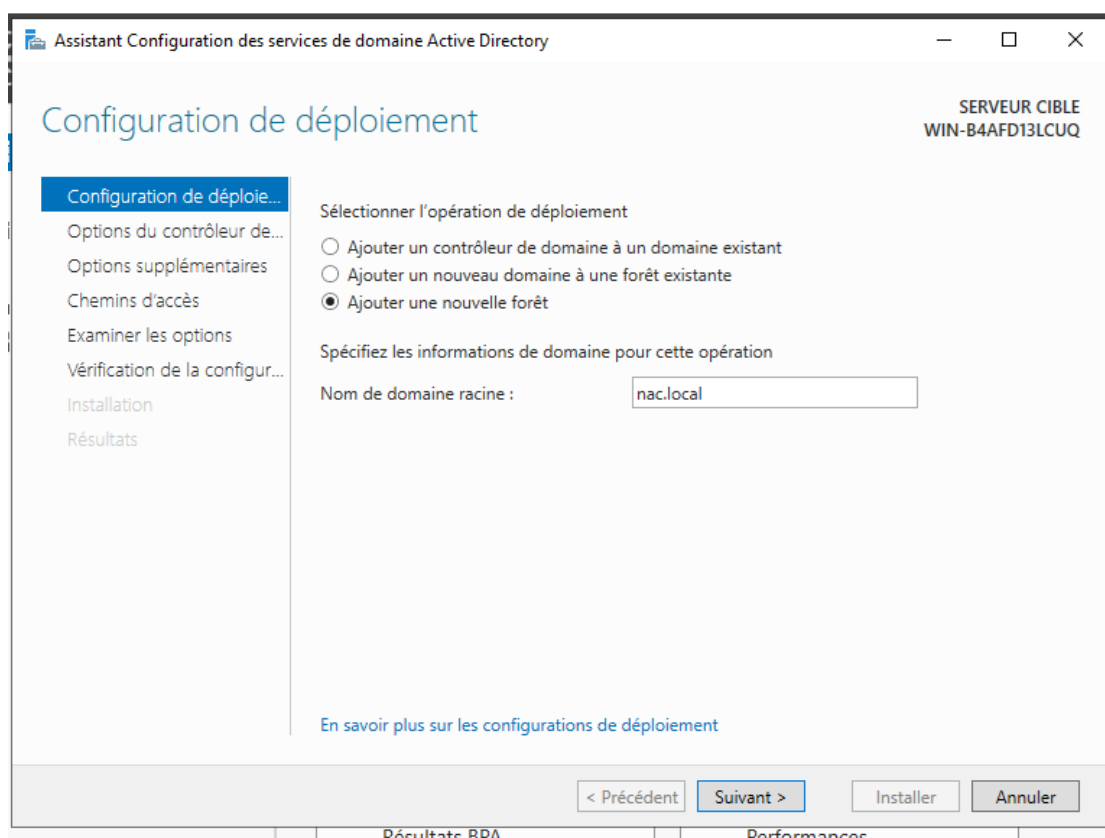 Assistant Configuration des services de domaine Active Directory
Configuration de déploiement
SERVEUR CIBLE
WIN-B4AFD13LCUQ
Configuration de déploie...
Options du contrôleur de...
Options supplémentaires
Chemins d'accès
Examiner les options
Vérification de la configur...
Installation
Résultats
Sélectionner l'opération de déploiement
Ajouter un contrôleur de domaine à un domaine existant
Ajouter un nouveau domaine à une forêt existante
Ajouter une nouvelle forêt
Spécifiez les informations de domaine pour cette opération
Nom de domaine racine : nac.local
En savoir plus sur les configurations de déploiement
< Précédent Suivant > Installer Annuler
Résultats BPA Performances